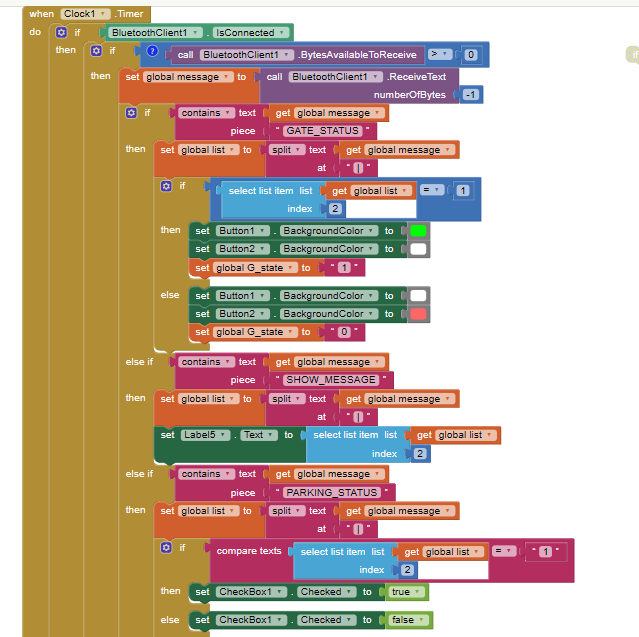 when Clock1 .Timer
do if BluetoothClient1 . IsConnected
then if ? call BluetoothClient1 .BytesAvailableToReceive > 0
if
then set global message to call BluetoothClient1 .ReceiveText
numberOfBytes -1
if contains text get global message
piece " GATE_STATUS "
then set global list to split text get global message
at " | "
if select list item list get global list = 1
index 2
then set Button1 . BackgroundColor to
set Button2 . BackgroundColor to
set global G_state to " 1 "
else set Button1 . BackgroundColor to
set Button2 . BackgroundColor to
set global G_state to " 0 "
else if contains text get global message
piece " SHOW_MESSAGE "
then set global list to split text get global message
at " | "
set Label5 . Text to select list item list get global list
index 2
else if contains text get global message
piece " PARKING_STATUS "
then set global list to split text get global message
at " | "
if compare texts select list item list get global list = " 1 "
index 2
then set CheckBox1 . Checked to true
else set CheckBox1 . Checked to false